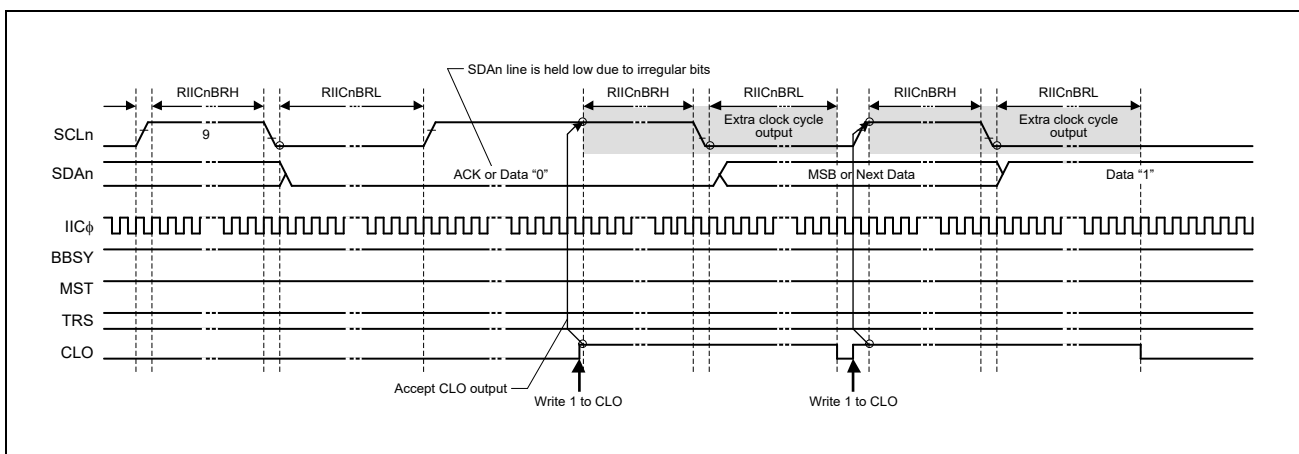 SDAn line is held low due to irregular bits
RIICnBRH
RIICnBRL
RIICnBRH
RIICnBRL
RIICnBRH
RIICnBRL
SCLn
9
Extra clock cycle
output
Extra clock cycle
output
SDAn
ACK or Data “0”
MSB or Next Data
Data “1”
IICϕ
BBSY
MST
TRS
CLO
Accept CLO output
Write 1 to CLO
Write 1 to CLO